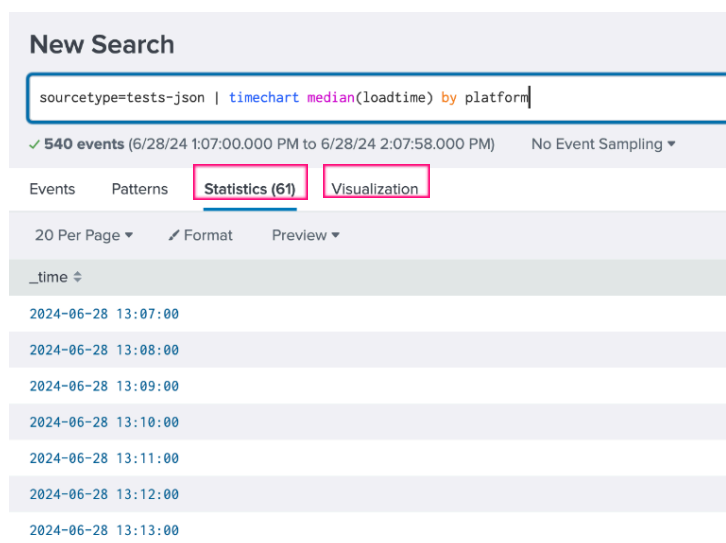 New Search
sourcetype=tests-json | timechart median(loadtime) by platform
540 events (6/28/24 1:07:00.000 PM to 6/28/24 2:07:58.000 PM) No Event Sampling
Events Patterns Statistics (61) Visualization
20 Per Page Format Preview
_time
2024-06-28 13:07:00
2024-06-28 13:08:00
2024-06-28 13:09:00
2024-06-28 13:10:00
2024-06-28 13:11:00
2024-06-28 13:12:00
2024-06-28 13:13:00